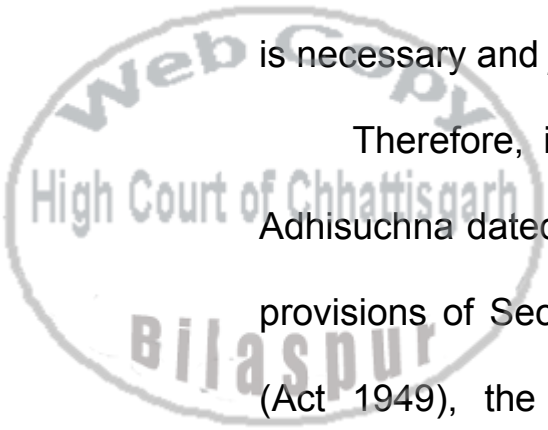 Web Copy
is necessary and
Therefore, i
High Court of Chhattisgarh
Adhisuchna dated
provisions of Sec
Bilaspur
(Act 1949), the